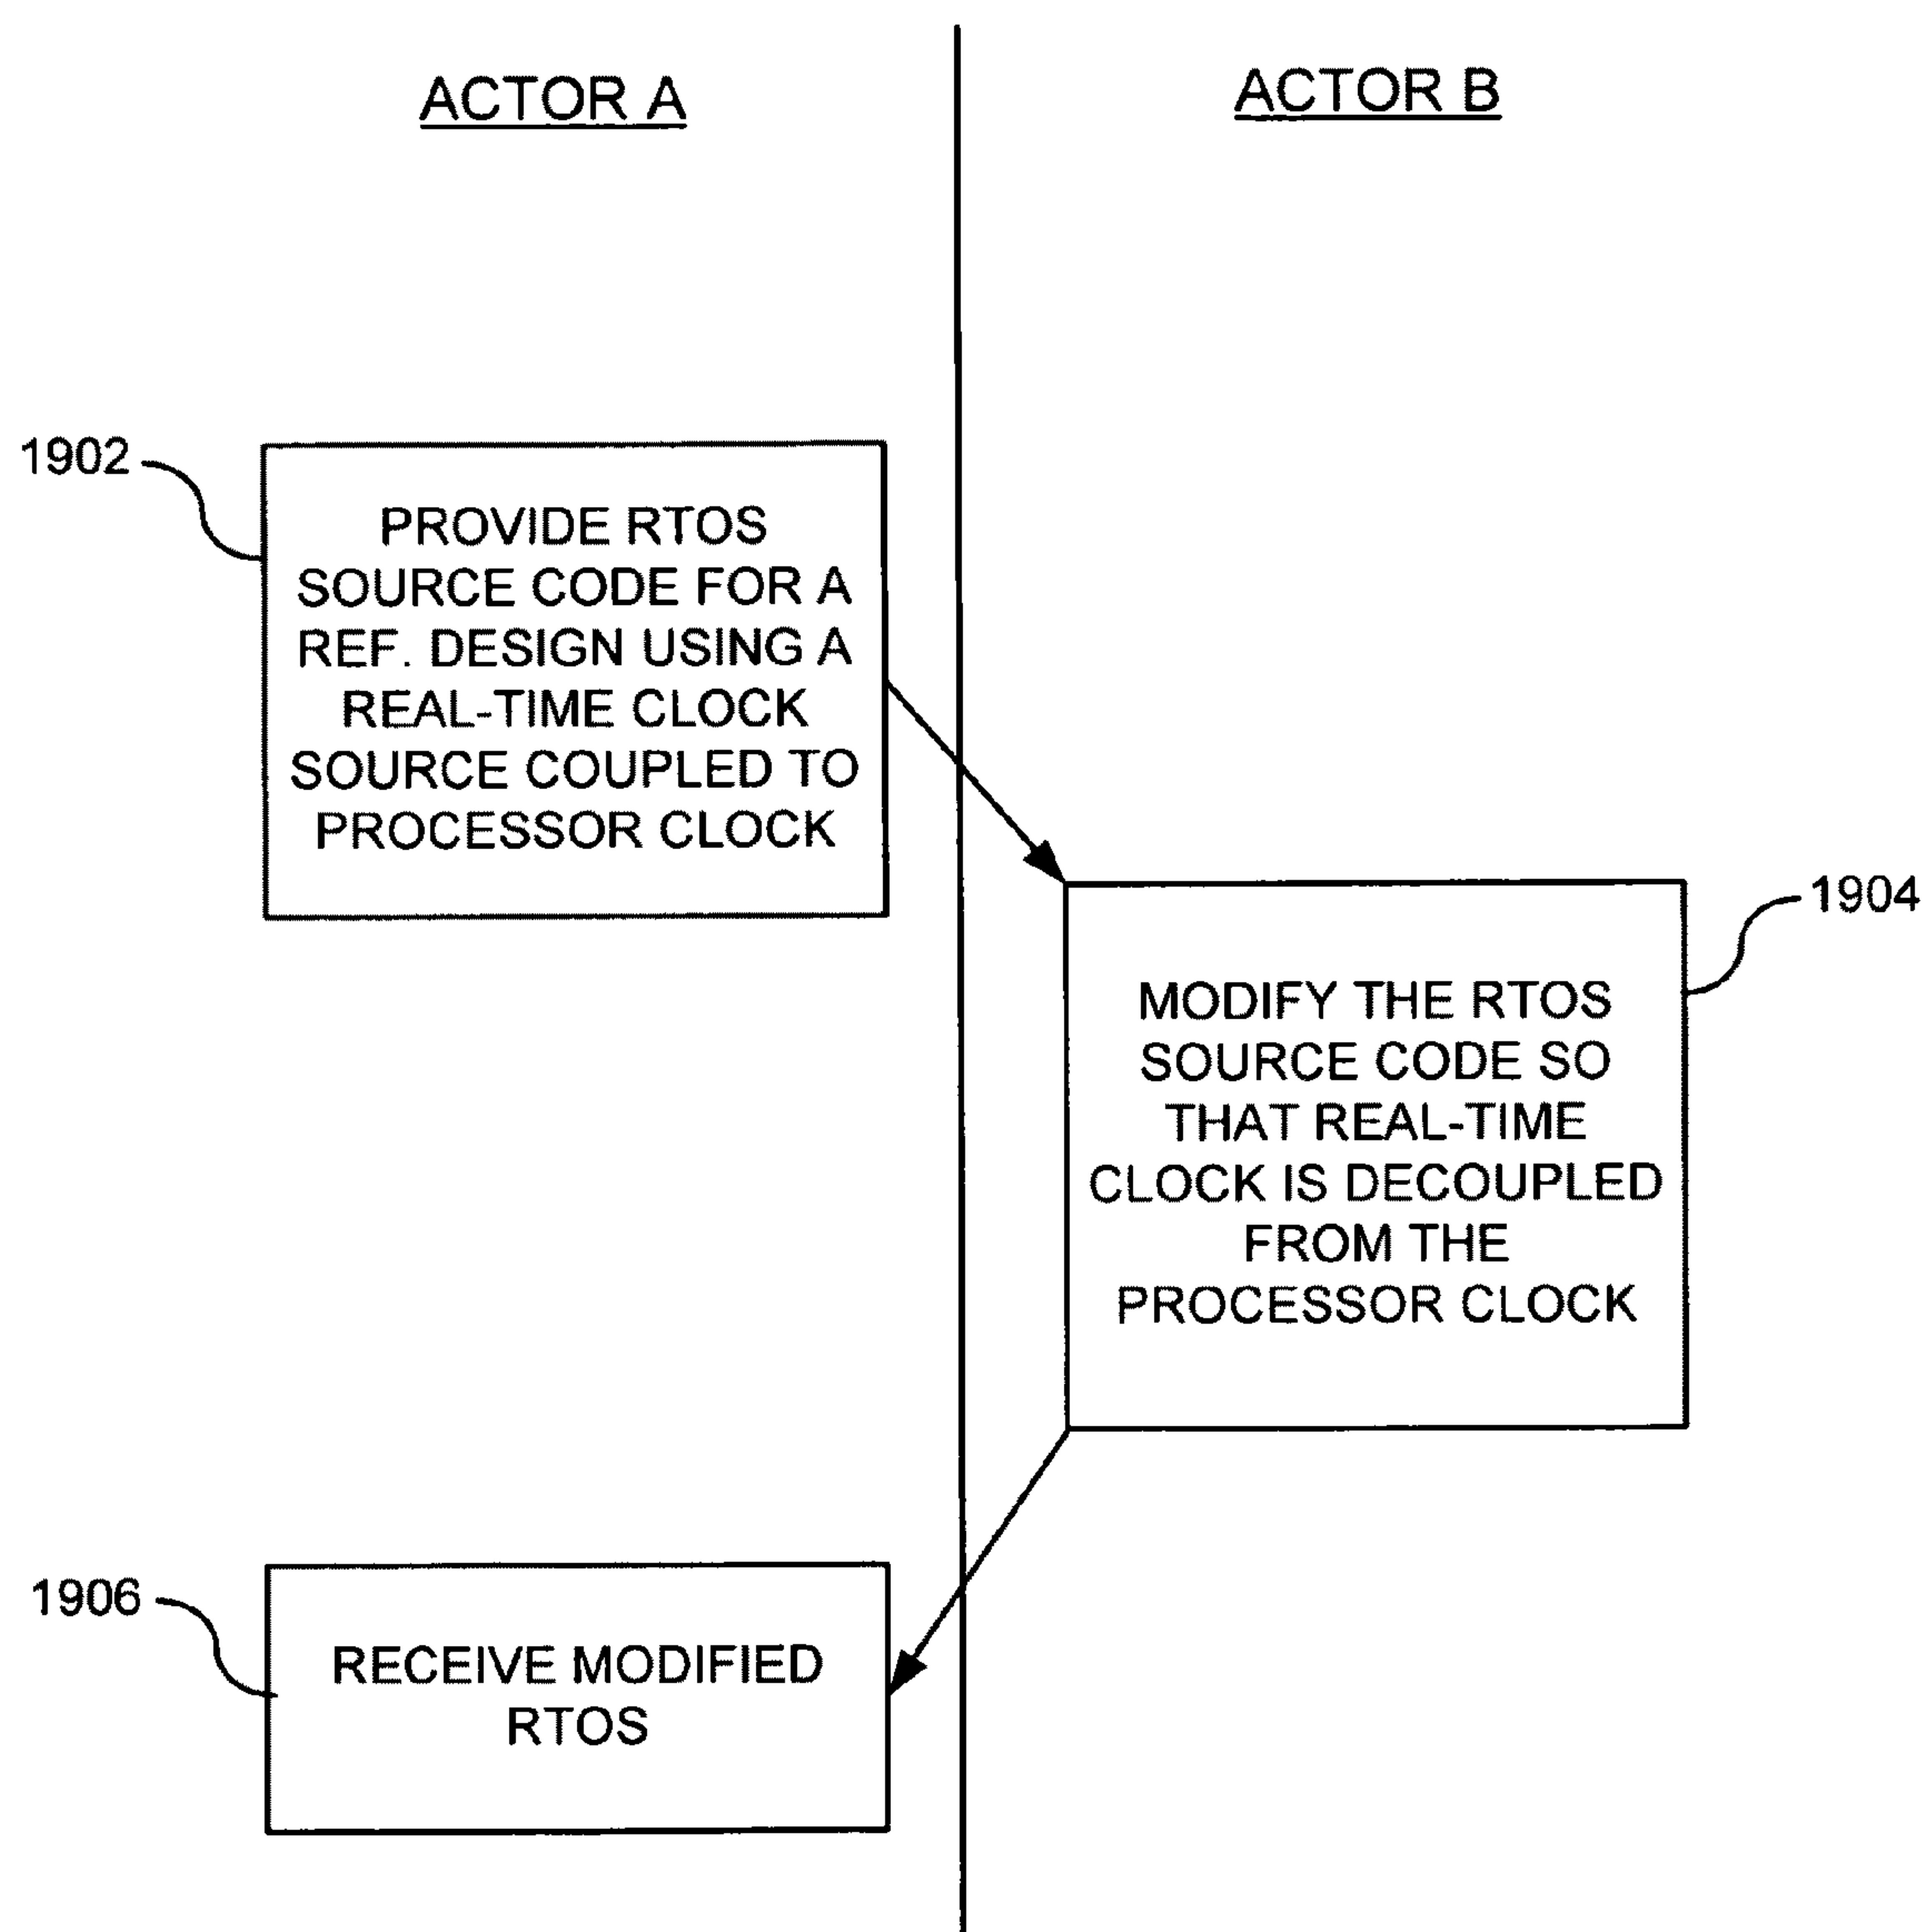 ACTOR A
ACTOR B
1902
PROVIDE RTOS
SOURCE CODE FOR A
REF. DESIGN USING A
REAL-TIME CLOCK
SOURCE COUPLED TO
PROCESSOR CLOCK
1904
MODIFY THE RTOS
SOURCE CODE SO
THAT REAL-TIME
CLOCK IS DECOUPLED
FROM THE
PROCESSOR CLOCK
1906
RECEIVE MODIFIED
RTOS